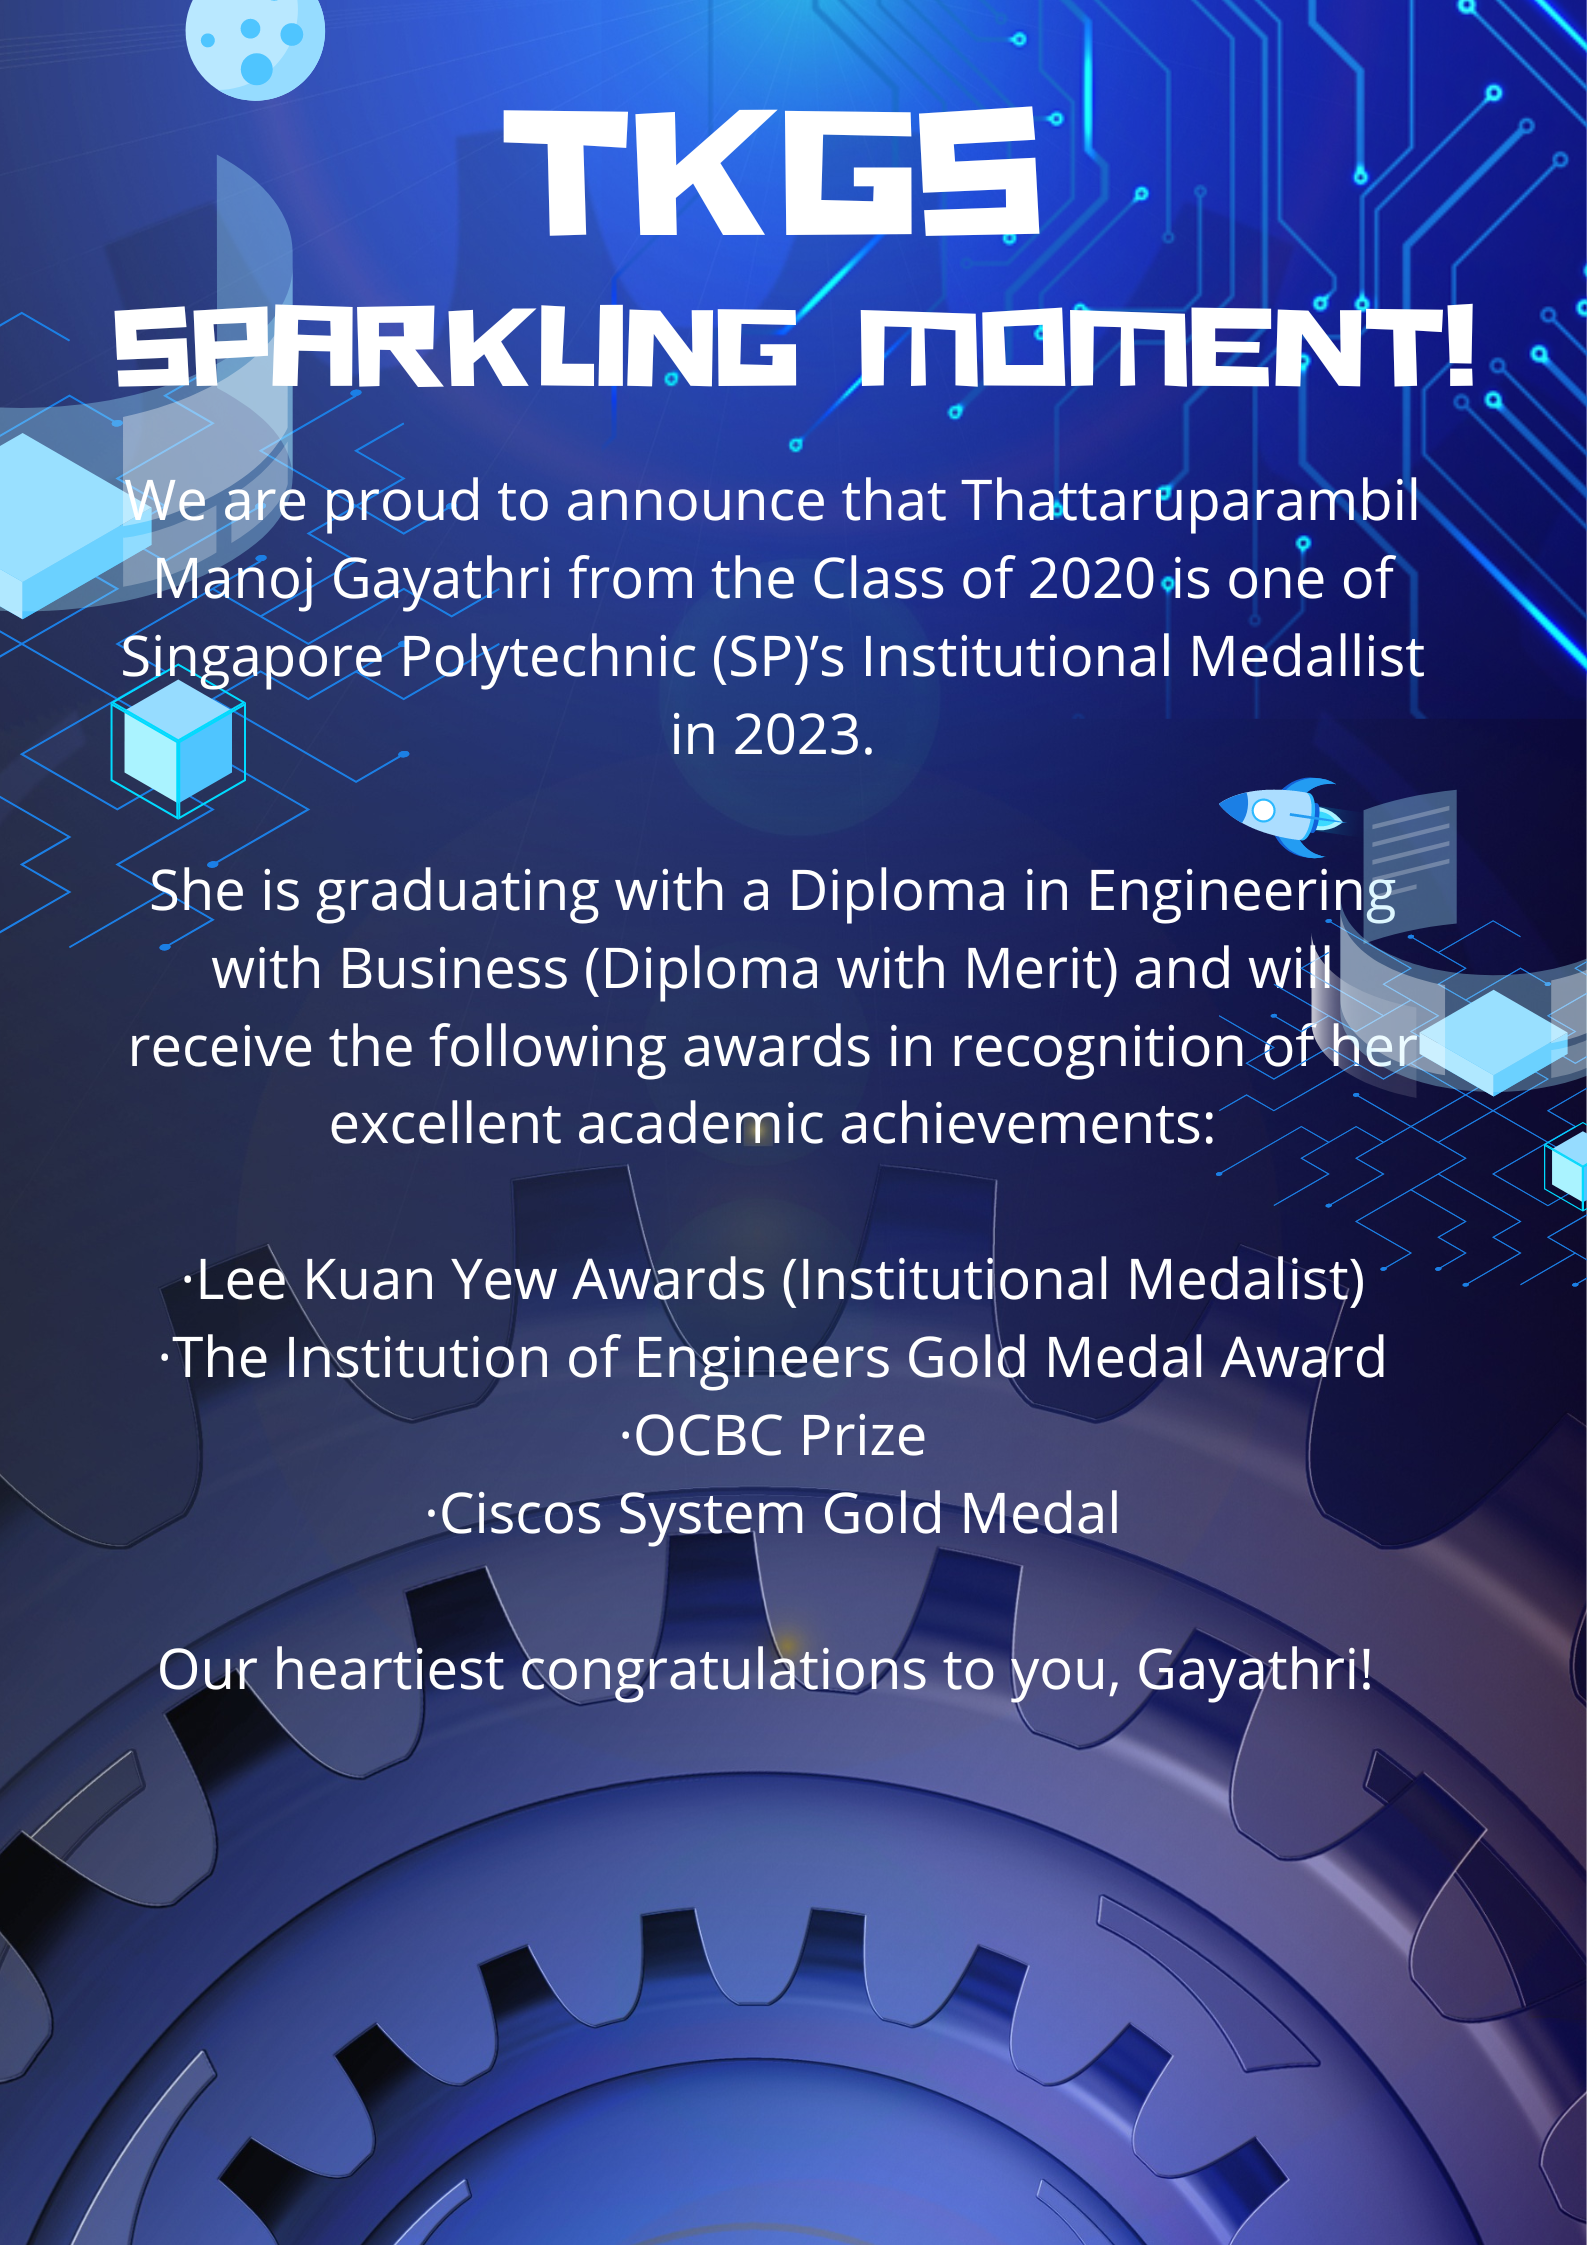 TKGS
SPARKLING MOMENT!
We are proud to announce that Thattaruparambil
Manoj Gayathri from the Class of 2020 is one of
Singapore Polytechnic (SP)’s Institutional Medallist
in 2023.
She is graduating with a Diploma in Engineering
with Business (Diploma with Merit) and will
receive the following awards in recognition of her
excellent academic achievements:
·Lee Kuan Yew Awards (Institutional Medalist)
·The Institution of Engineers Gold Medal Award
·OCBC Prize
·Ciscos System Gold Medal
Our heartiest congratulations to you, Gayathri!